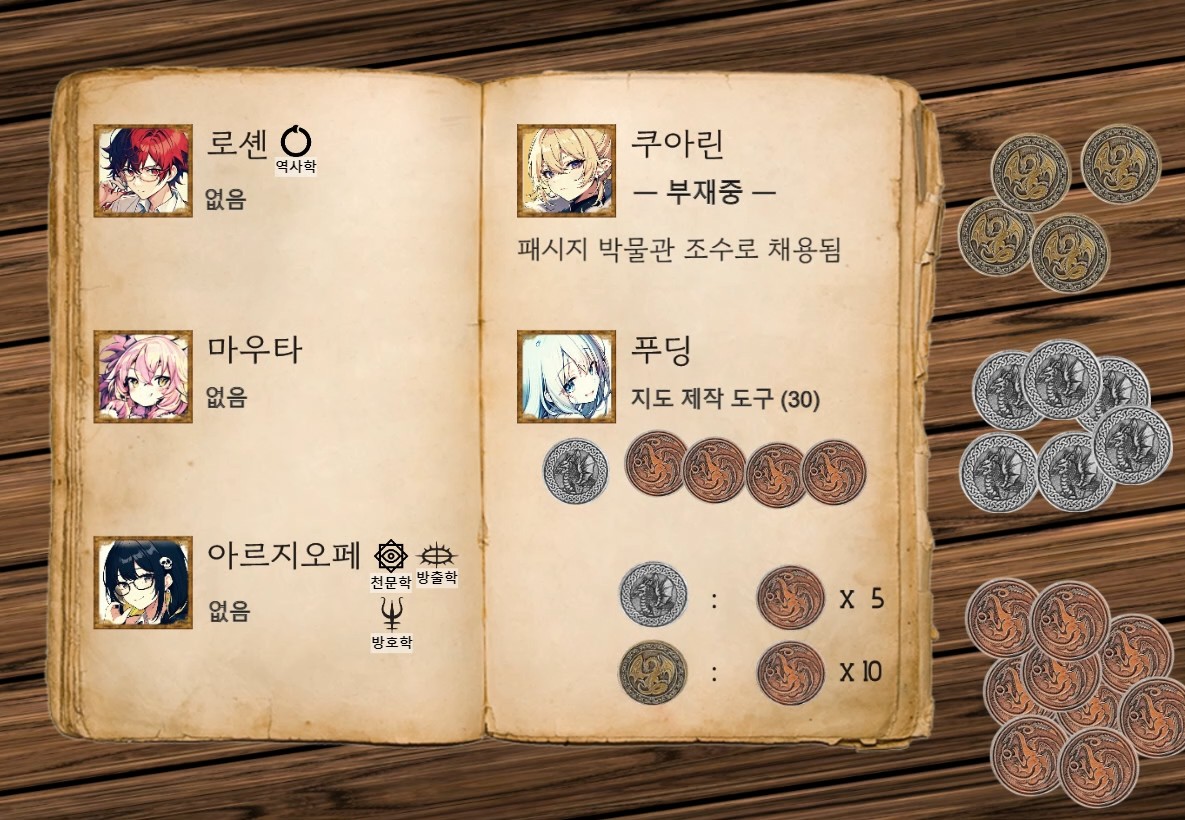 로셴
역사학
없음
마우타
없음
아르지오페
천문학
방출학
없음
방호학
쿠아린
— 부재중 —
패시지 박물관 조수로 채용됨
푸딩
지도 제작 도구 (30)
: X 5
: X 10